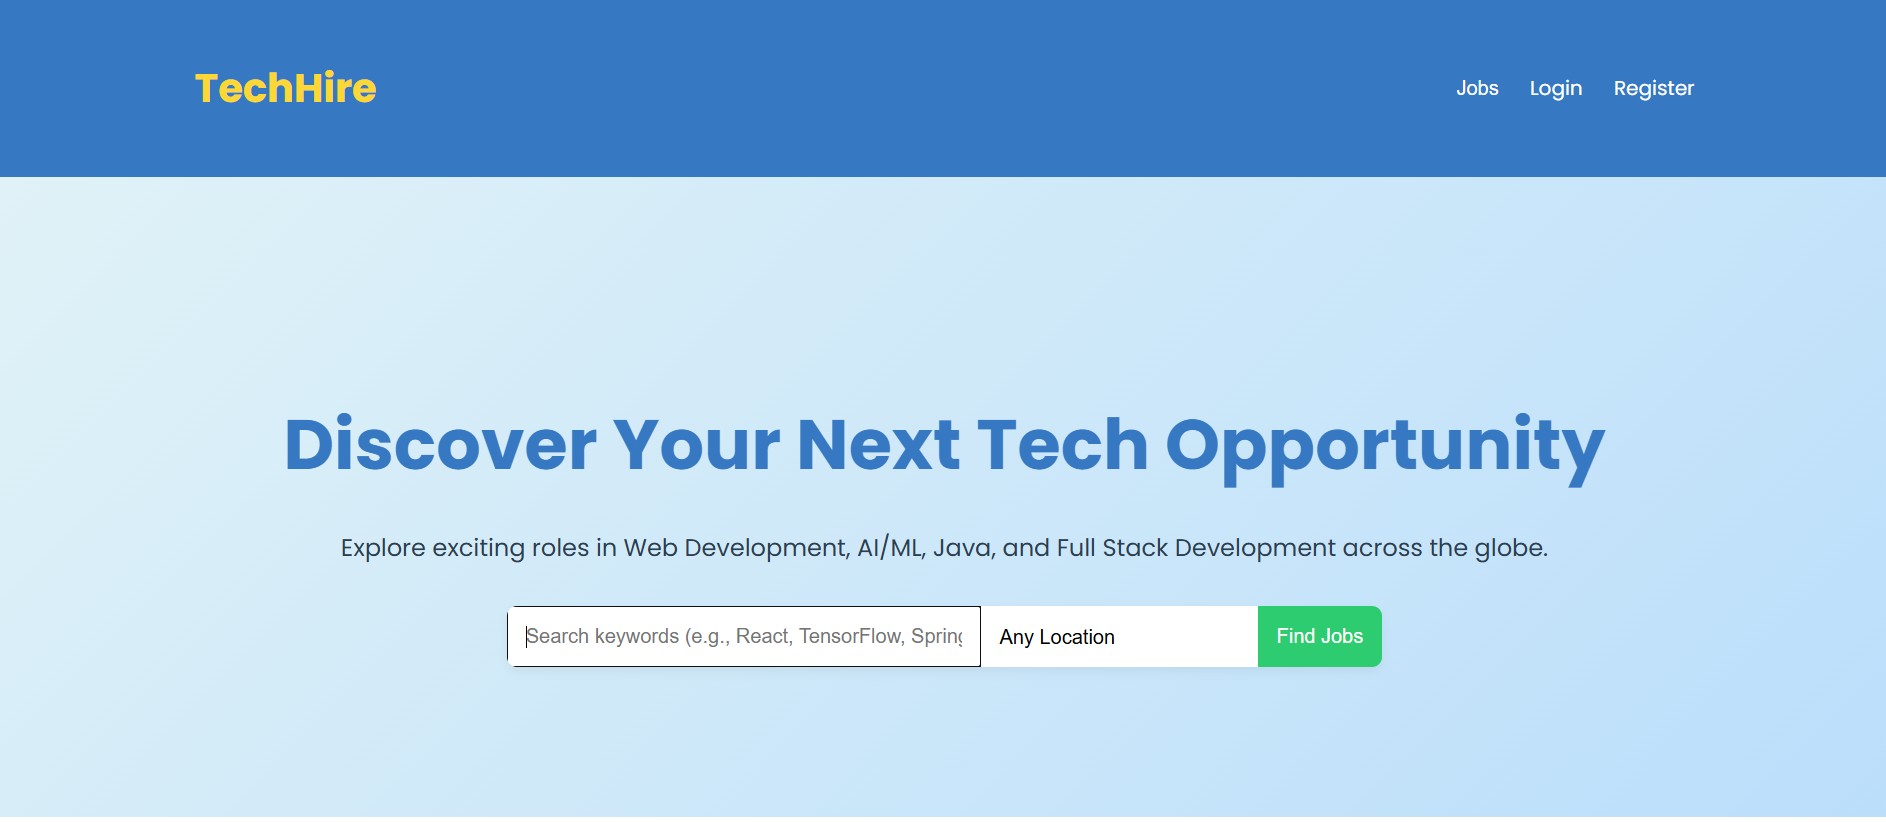 TechHire
Jobs Login Register
Discover Your Next Tech Opportunity
Explore exciting roles in Web Development, AI/ML, Java, and Full Stack Development across the globe.
Search keywords (e.g., React, TensorFlow, Spring Any Location Find Jobs